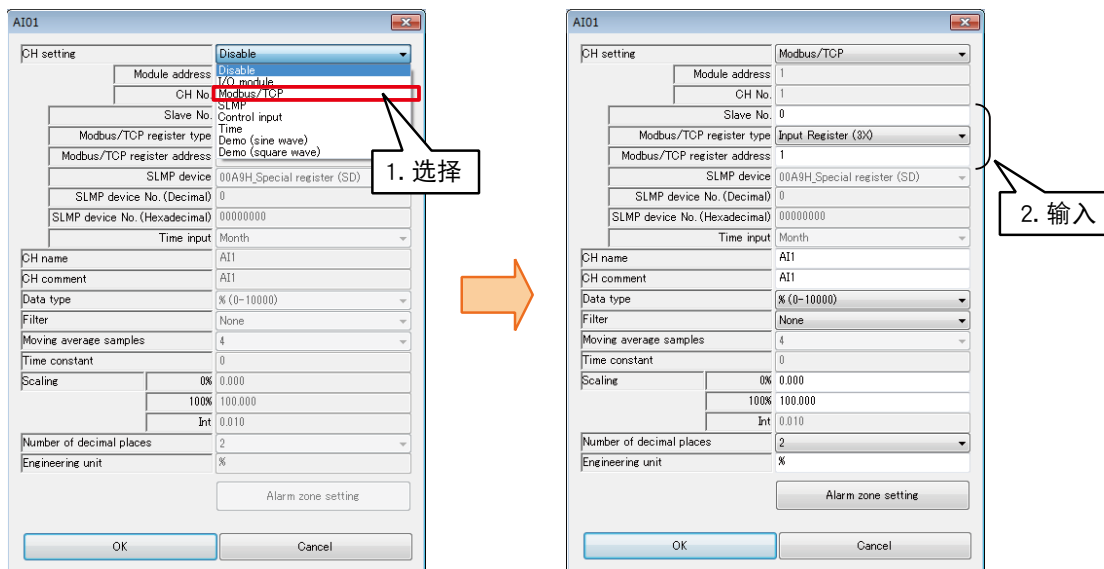 AI01
CH setting Disable
Disable
Module address I/O module
CH No. Modbus/TCP
Slave No. SLMP
Control input
Modbus/TCP register type Time
Demo (sine wave)
Modbus/TCP register address Demo (square wave)
1. 选择
SLMP device 00A9H_Special register (SD)
SLMP device No. (Decimal) 0
SLMP device No. (Hexadecimal) 00000000
Time input Month
CH name AI1
CH comment AI1
Data type % (0-10000)
Filter None
Moving average samples 4
Time constant 0
Scaling 0% 0.000
100% 100.000
Int 0.010
Number of decimal places 2
Engineering unit %
Alarm zone setting
OK Cancel
AI01
CH setting Modbus/TCP
Module address 1
CH No. 1
Slave No. 0
Modbus/TCP register type Input Register (3X)
Modbus/TCP register address 1
SLMP device 00A9H_Special register (SD)
SLMP device No. (Decimal) 0
SLMP device No. (Hexadecimal) 00000000
Time input Month
2. 输入
CH name AI1
CH comment AI1
Data type % (0-10000)
Filter None
Moving average samples 4
Time constant 0
Scaling 0% 0.000
100% 100.000
Int 0.010
Number of decimal places 2
Engineering unit %
Alarm zone setting
OK Cancel